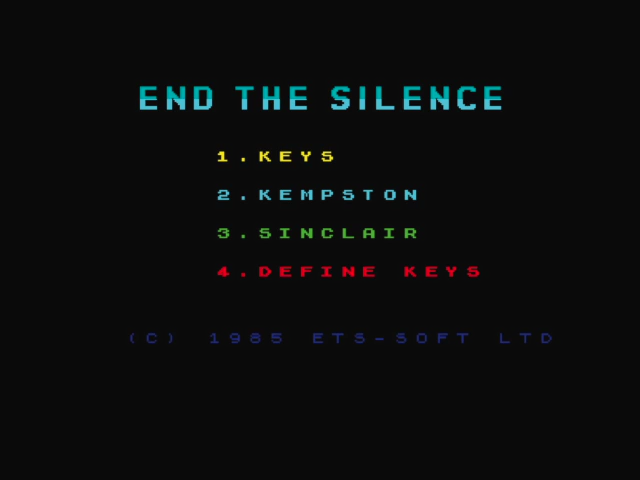 END THE SILENCE
1.KEYS
2.KEMPSTON
3.SINCLAIR
4.DEFINE KEYS
(C) 1985 ETS-SOFT LTD